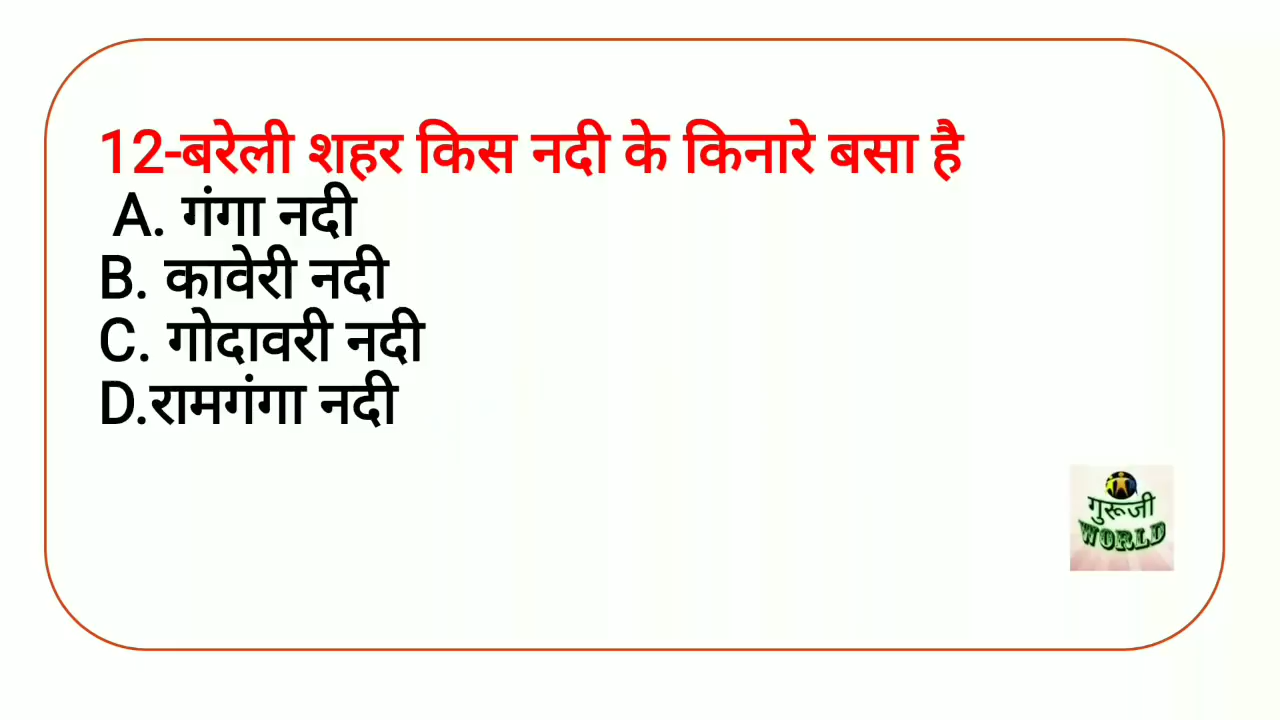 12-बरेली शहर किस नदी के किनारे बसा है
A. गंगा नदी
B. कावेरी नदी
C. गोदावरी नदी
D.रामगंगा नदी
गुरूजी
WORLD